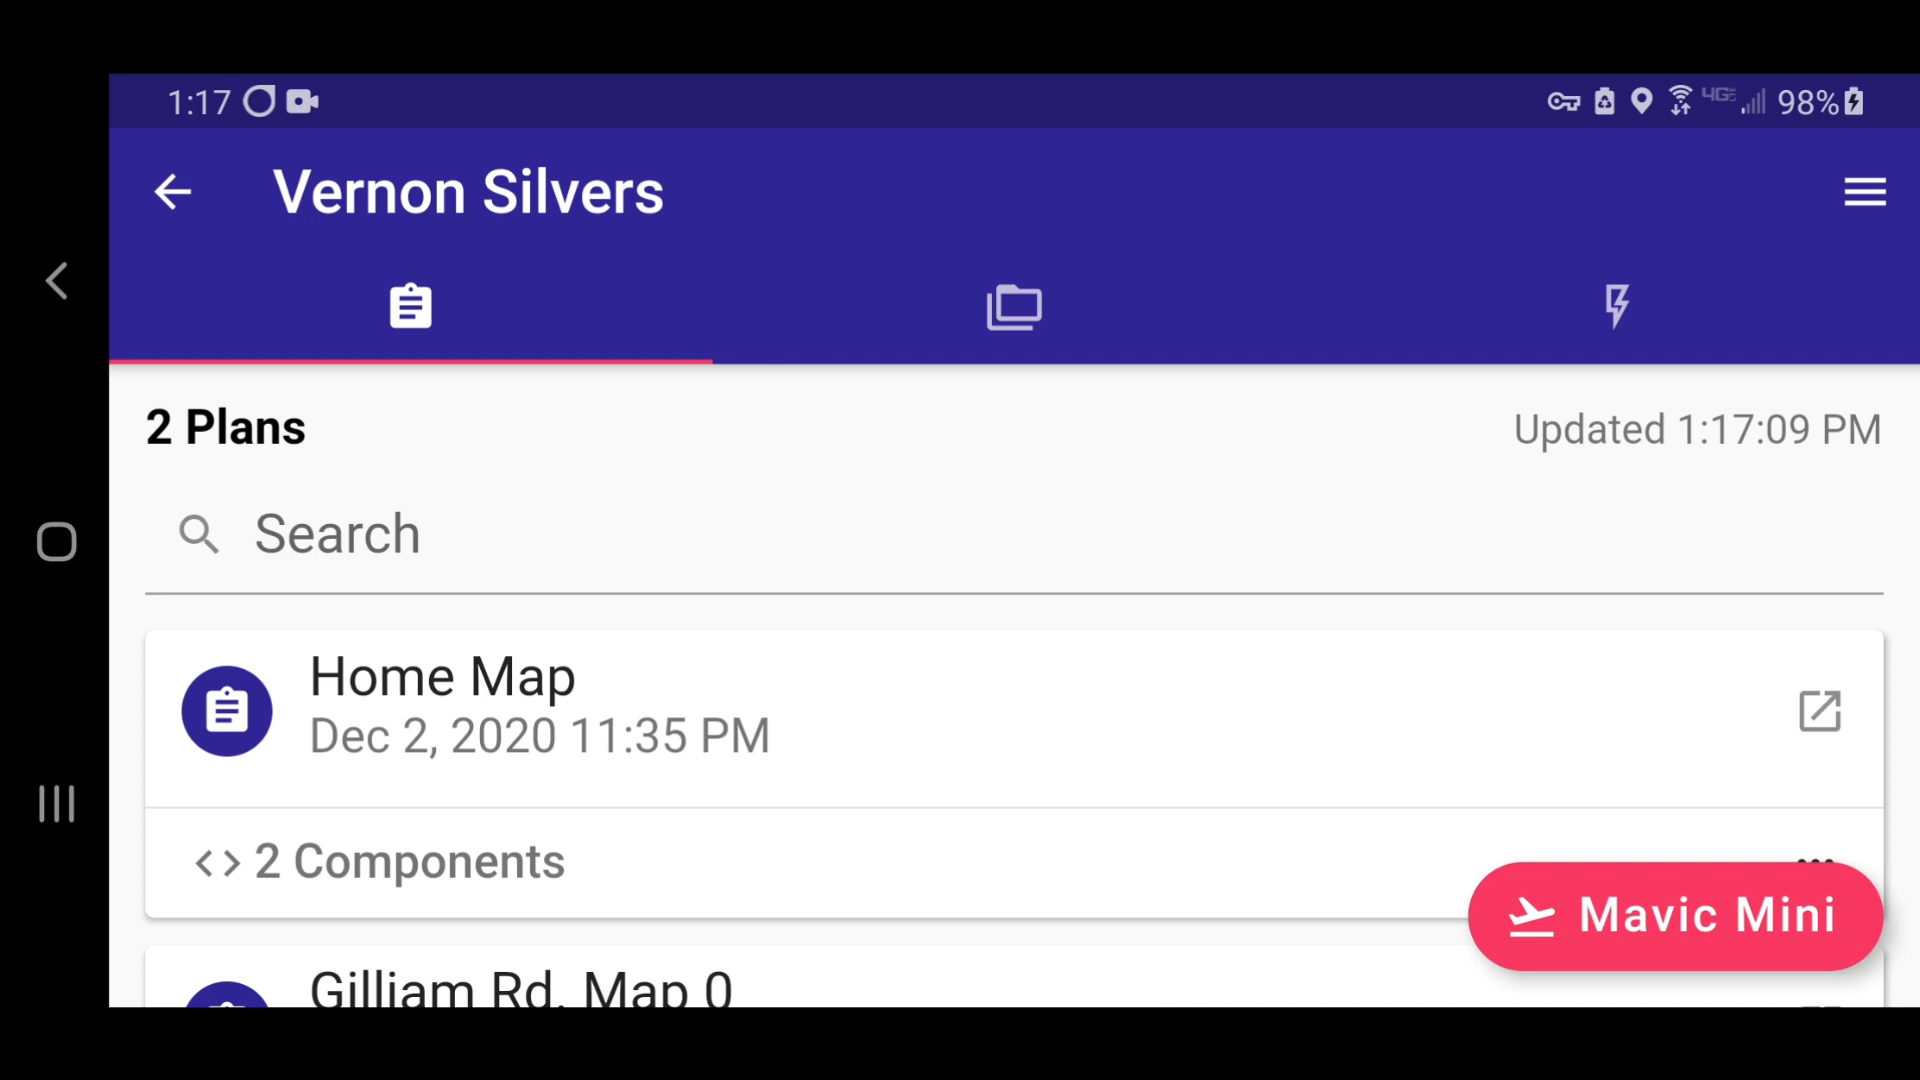 1:17
4G 98%
Vernon Silvers
2 Plans
Updated 1:17:09 PM
Search
Home Map
Dec 2, 2020 11:35 PM
<> 2 Components
Mavic Mini
Gilliam Rd. Map 0